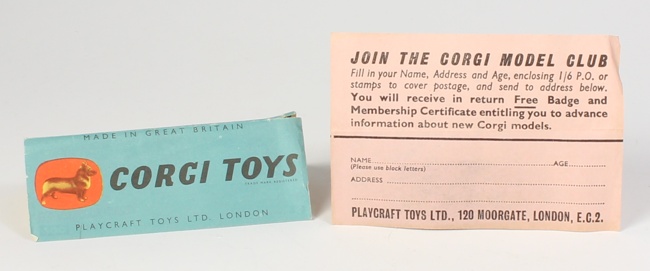 MADE IN GREAT BRITAIN
CORGI TOYS
TRADE MARK REGISTERED
PLAYCRAFT TOYS LTD. LONDON
JOIN THE CORGI MODEL CLUB
Fill in your Name, Address and Age, enclosing 1/6 P.O. or
stamps to cover postage, and send to address below.
You will receive in return Free Badge and
Membership Certificate entitling you to advance
information about new Corgi models.
NAME AGE
(Please use block letters)
ADDRESS
PLAYCRAFT TOYS LTD., 120 MOORGATE, LONDON, E.C.2.